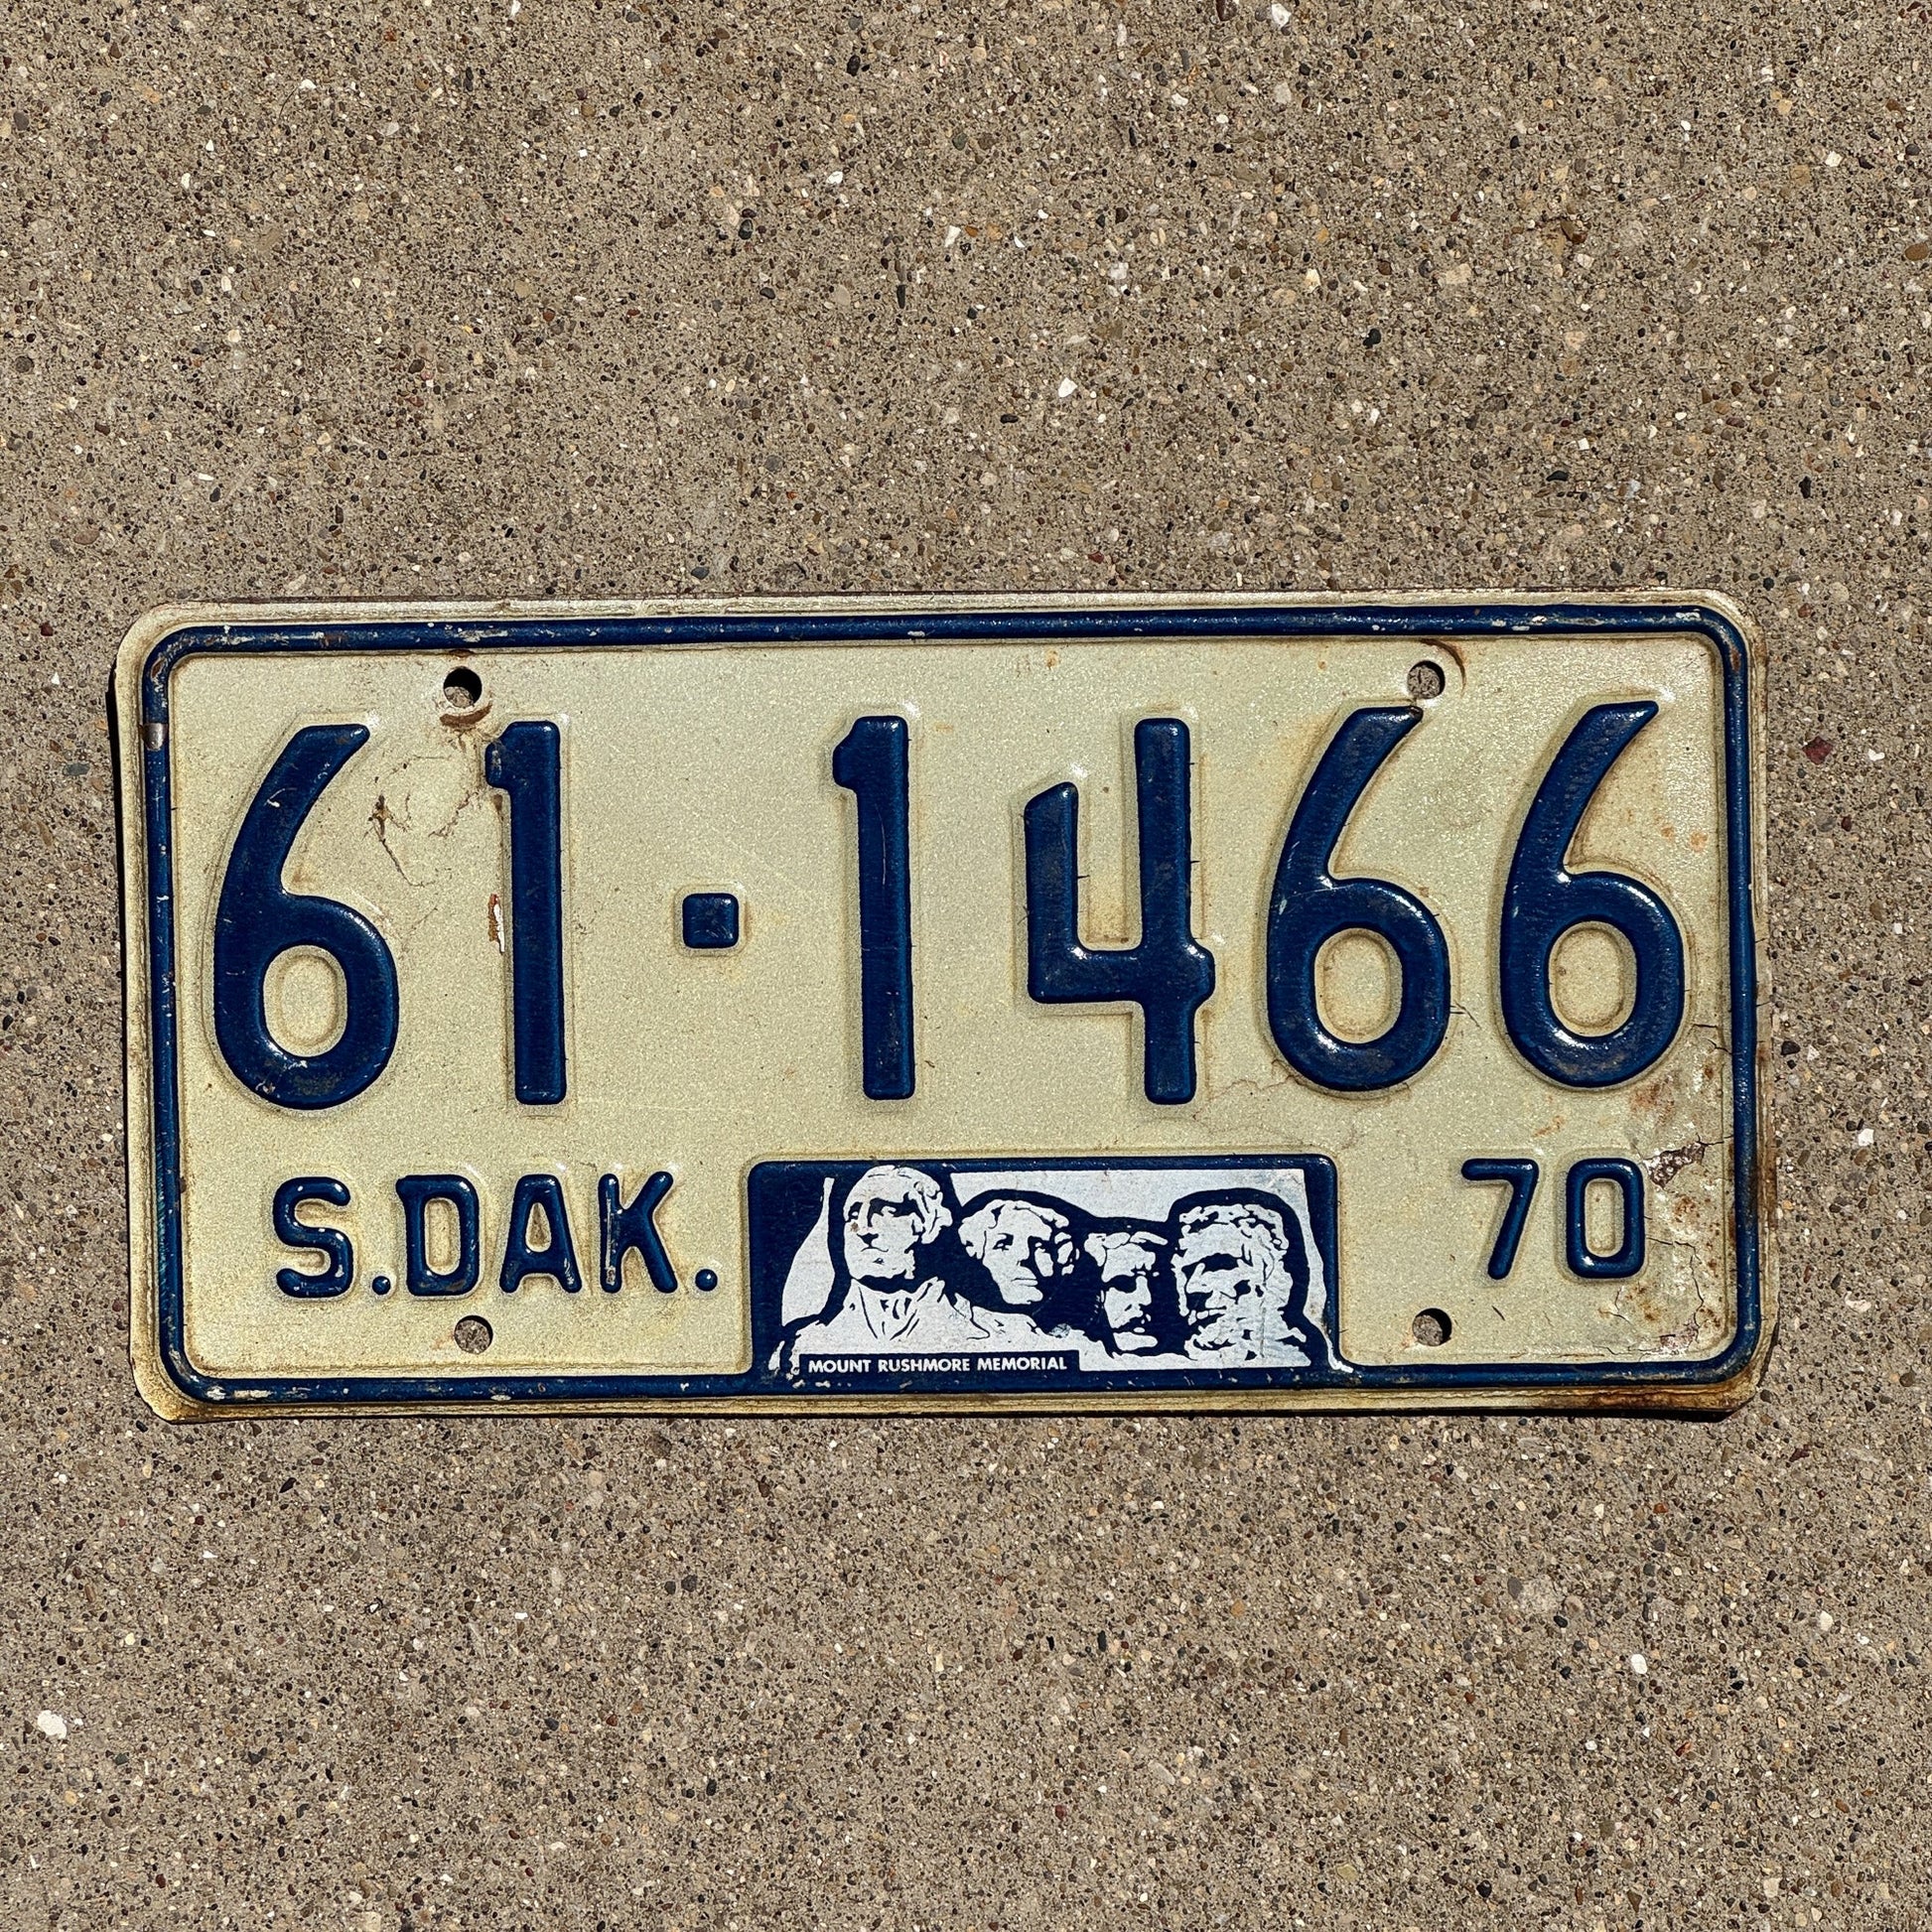 61·1466
S.DAK. 70
MOUNT RUSHMORE MEMORIAL